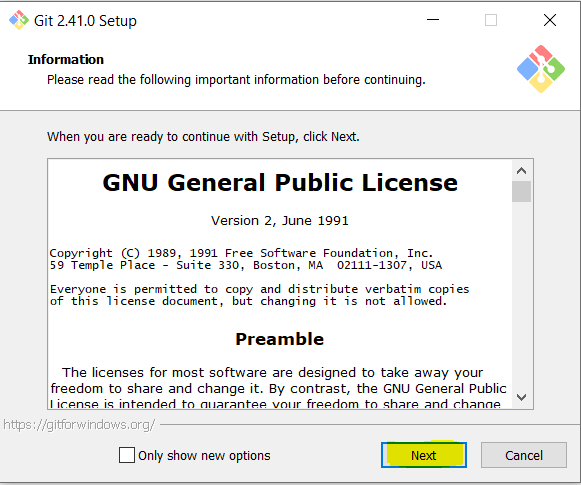 Git 2.41.0 Setup
Information
Please read the following important information before continuing.
When you are ready to continue with Setup, click Next.
GNU General Public License
Version 2, June 1991
Copyright (C) 1989, 1991 Free Software Foundation, Inc.
59 Temple Place - Suite 330, Boston, MA  02111-1307, USA
Everyone is permitted to copy and distribute verbatim copies
of this license document, but changing it is not allowed.
Preamble
The licenses for most software are designed to take away your
freedom to share and change it. By contrast, the GNU General Public
License is intended to guarantee your freedom to share and change
https://gitforwindows.org/
Only show new options
Next
Cancel